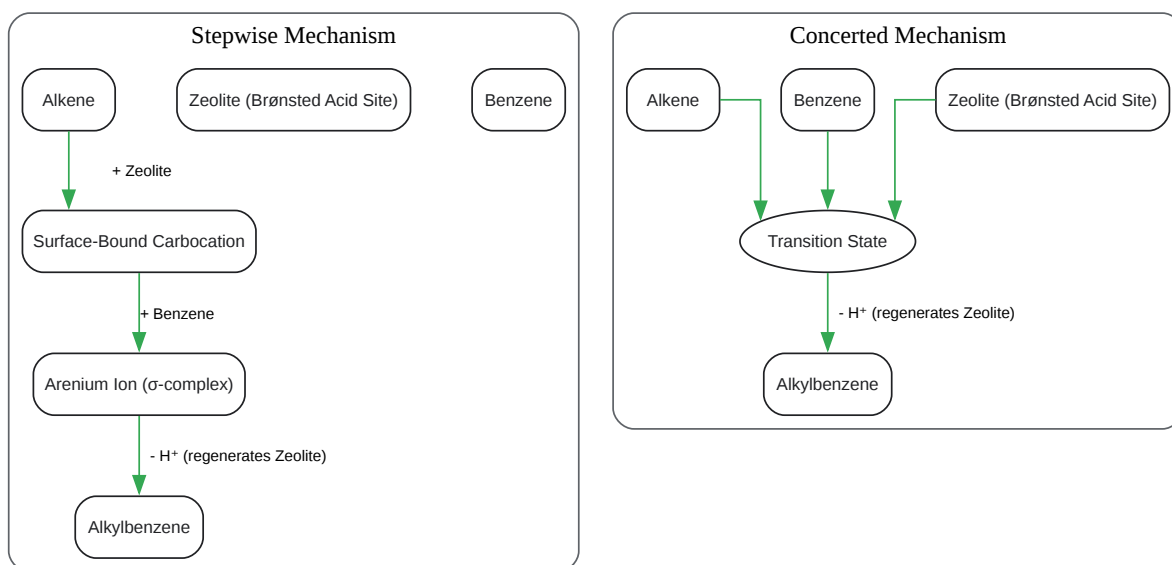 Stepwise Mechanism
Alkene
Zeolite (Brønsted Acid Site)
Benzene
+ Zeolite
Surface-Bound Carbocation
+ Benzene
Arenium Ion (σ-complex)
- H⁺ (regenerates Zeolite)
Alkylbenzene
Concerted Mechanism
Alkene
Benzene
Zeolite (Brønsted Acid Site)
Transition State
- H⁺ (regenerates Zeolite)
Alkylbenzene